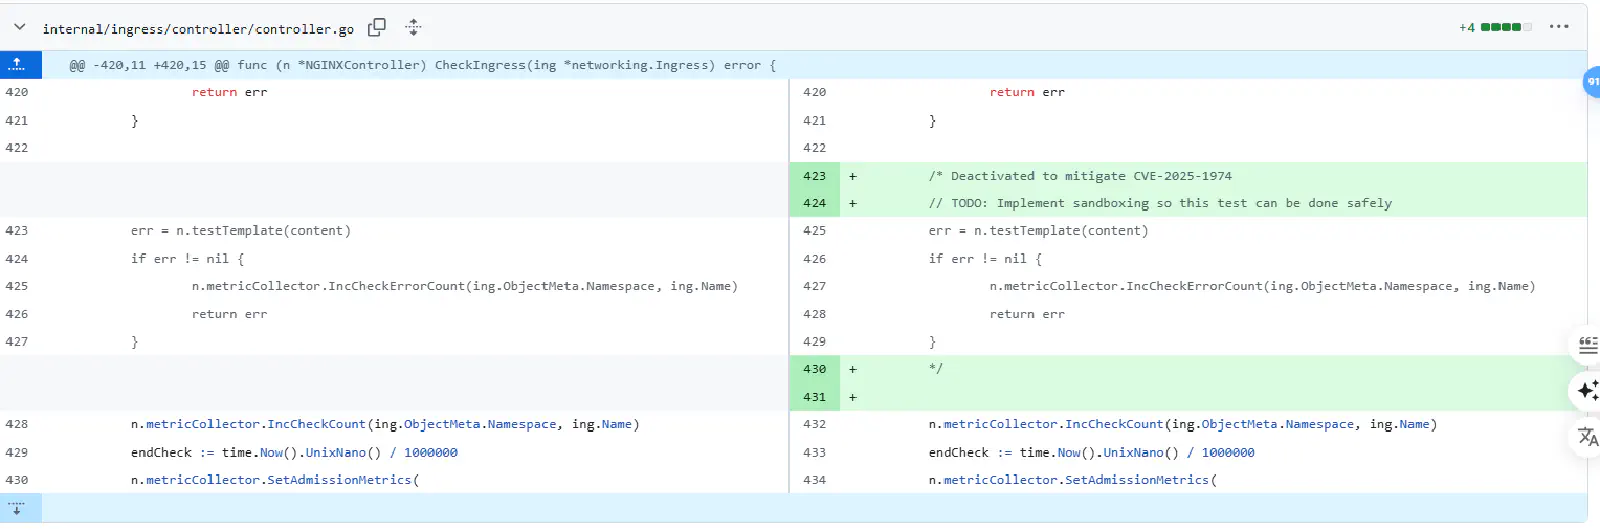 internal/ingress/controller/controller.go
+4
@@ -420,11 +420,15 @@ func (n *NGINXController) CheckIngress(ing *networking.Ingress) error {
420 return err
421 }
422
423 err = n.testTemplate(content)
424 if err != nil {
425 n.metricCollector.IncCheckErrorCount(ing.ObjectMeta.Namespace, ing.Name)
426 return err
427 }
428 n.metricCollector.IncCheckCount(ing.ObjectMeta.Namespace, ing.Name)
429 endCheck := time.Now().UnixNano() / 1000000
430 n.metricCollector.SetAdmissionMetrics(
420 return err
421 }
422
423 + /* Deactivated to mitigate CVE-2025-1974
424 + // TODO: Implement sandboxing so this test can be done safely
425 err = n.testTemplate(content)
426 if err != nil {
427 n.metricCollector.IncCheckErrorCount(ing.ObjectMeta.Namespace, ing.Name)
428 return err
429 }
430 + */
431 +
432 n.metricCollector.IncCheckCount(ing.ObjectMeta.Namespace, ing.Name)
433 endCheck := time.Now().UnixNano() / 1000000
434 n.metricCollector.SetAdmissionMetrics(
91